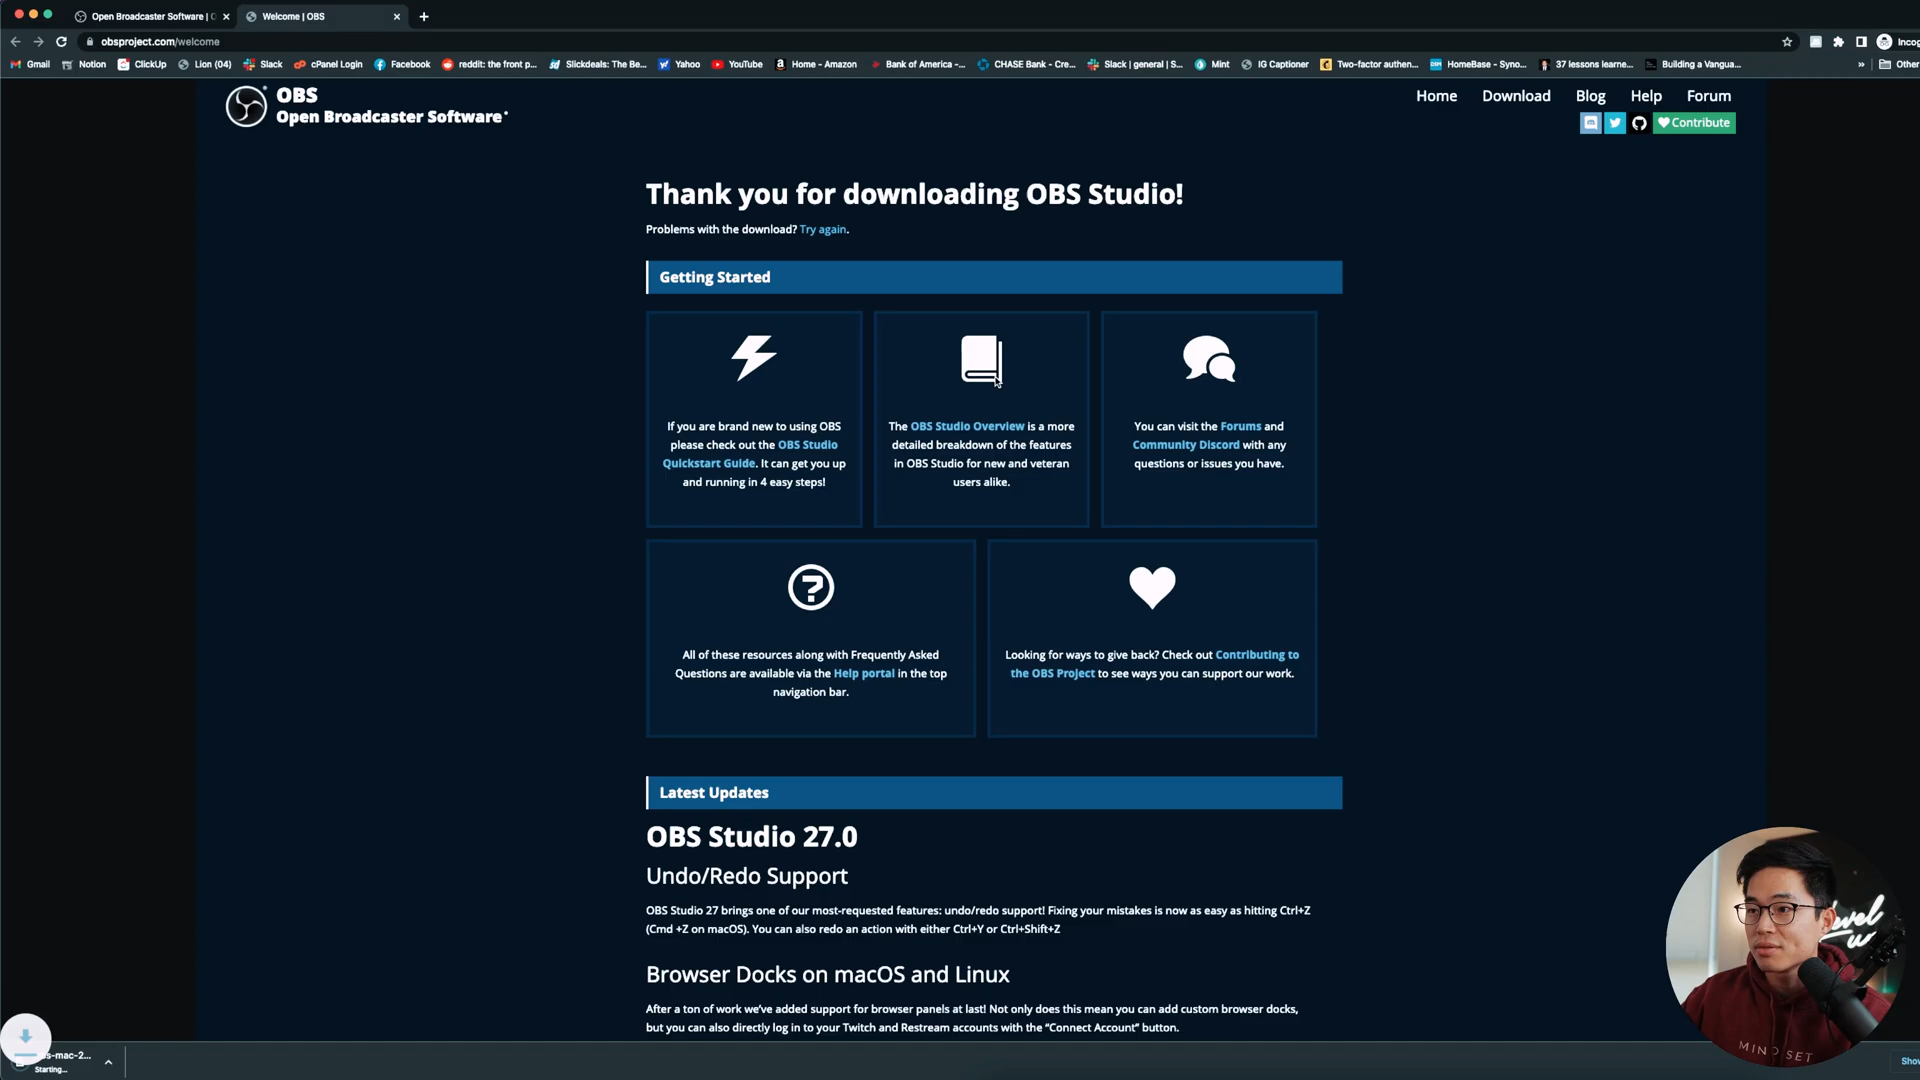 Open Broadcaster Software |
Welcome | OBS
obsproject.com/welcome
Incog
Gmail
Notion
ClickUp
Lion (04)
Slack
cPanel Login
Facebook
reddit: the front p...
Slickdeals: The Be...
Yahoo
YouTube
Home - Amazon
Bank of America -...
CHASE Bank - Cre...
Slack | general | S...
Mint
IG Captioner
Two-factor authen...
HomeBase - Syno...
37 lessons learne...
Building a Vangua...
»
Other
OBS
Open Broadcaster Software
Home
Download
Blog
Help
Forum
Contribute
Thank you for downloading OBS Studio!
Problems with the download? Try again.
Getting Started
If you are brand new to using OBS
please check out the OBS Studio
Quickstart Guide. It can get you up
and running in 4 easy steps!
The OBS Studio Overview is a more
detailed breakdown of the features
in OBS Studio for new and veteran
users alike.
You can visit the Forums and
Community Discord with any
questions or issues you have.
All of these resources along with Frequently Asked
Questions are available via the Help portal in the top
navigation bar.
Looking for ways to give back? Check out Contributing to
the OBS Project to see ways you can support our work.
Latest Updates
OBS Studio 27.0
Undo/Redo Support
OBS Studio 27 brings one of our most-requested features: undo/redo support! Fixing your mistakes is now as easy as hitting Ctrl+Z
(Cmd +Z on macOS). You can also redo an action with either Ctrl+Y or Ctrl+Shift+Z
Browser Docks on macOS and Linux
After a ton of work we've added support for browser panels at last! Not only does this mean you can add custom browser docks,
but you can also directly log in to your Twitch and Restream accounts with the "Connect Account" button.
s-mac-2...
Starting...
Show
MIND SET